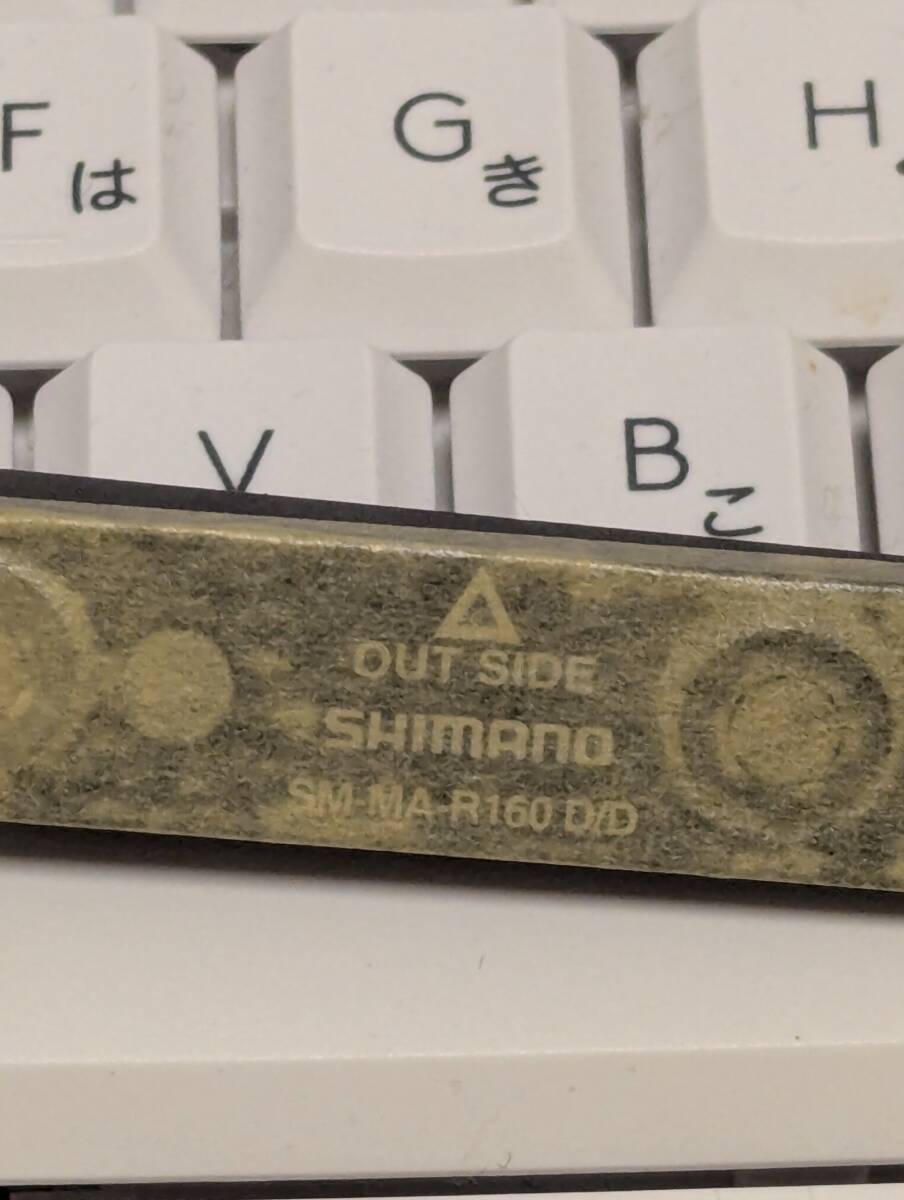 F は G き H
V B こ
OUT SIDE
SHIMANO
SM-MA-R160 D/D